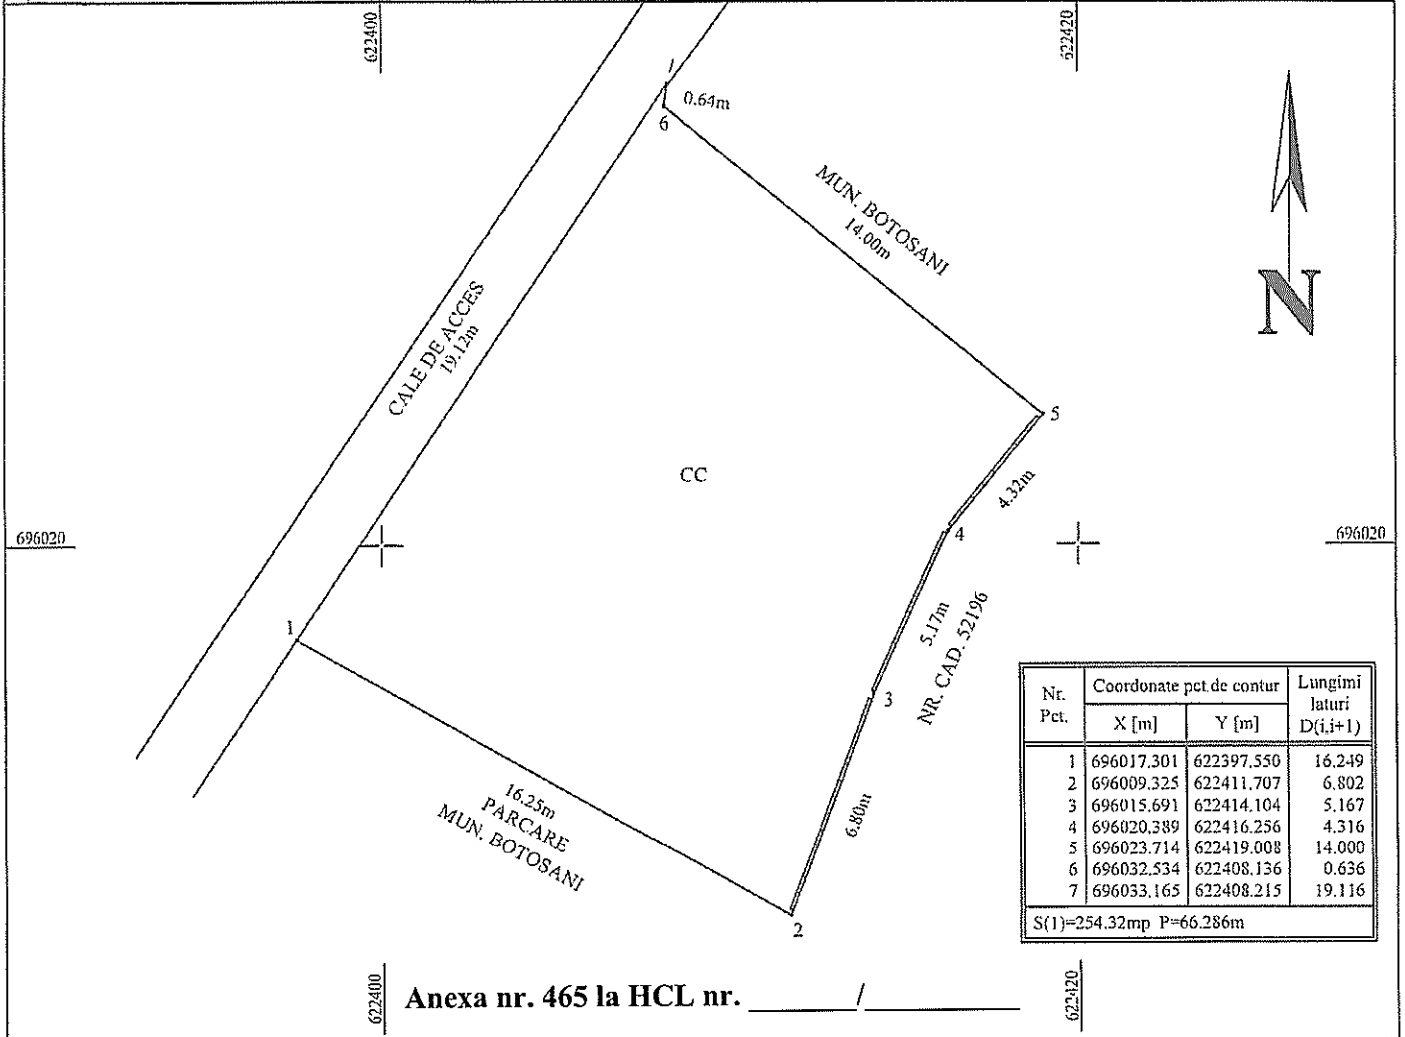 622400
622420
7
0.64m
6
MUN. BOTOSANI
14.00m
N
CALE DE ACCES
19.12m
5
CC
4.32m
4
696020
696020
5.17m
NR. CAD. 52196
1
3
6.80m
16.25m
PARCARE
MUN. BOTOSANI
2
Nr. Pct. Coordonate pct.de contur Lungimi laturi D(i,i+1)
X [m] Y [m]
1 696017.301 622397.550 16.249
2 696009.325 622411.707 6.802
3 696015.691 622414.104 5.167
4 696020.389 622416.256 4.316
5 696023.714 622419.008 14.000
6 696032.534 622408.136 0.636
7 696033.165 622408.215 19.116
S(1)=254.32mp P=66.286m
622400
622420
Anexa nr. 465 la HCL nr. ________/____________